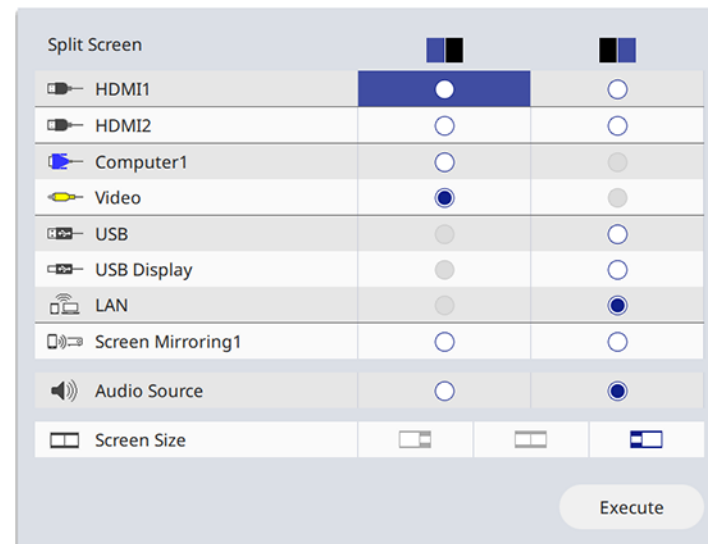 Split Screen
HDMI1
HDMI2
Computer1
Video
USB
USB Display
LAN
Screen Mirroring1
Audio Source
Screen Size
Execute